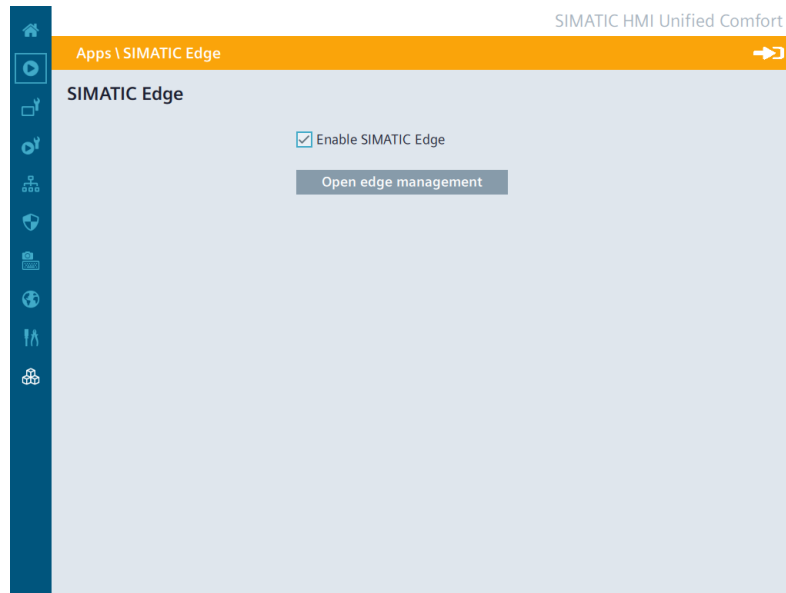 SIMATIC HMI Unified Comfort
Apps \ SIMATIC Edge
SIMATIC Edge
Enable SIMATIC Edge
Open edge management